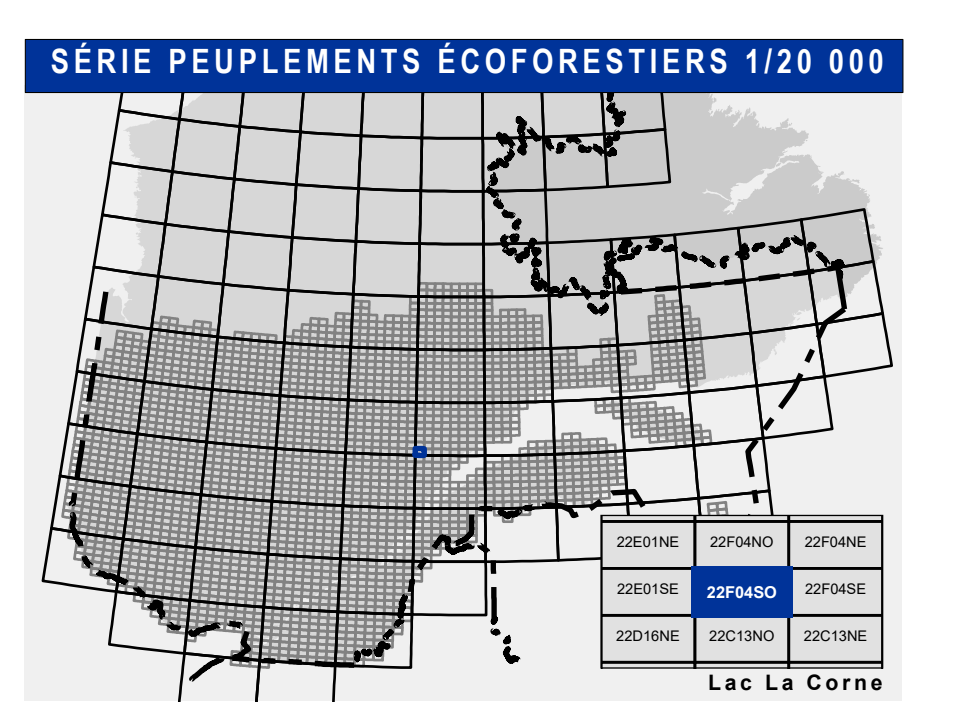 SÉRIE PEUPLEMENTS ÉCOFORESTIERS 1/20 000
22E01NE 22F04NO 22F04NE
22E01SE 22F04SO 22F04SE
22D16NE 22C13NO 22C13NE
Lac La Corne